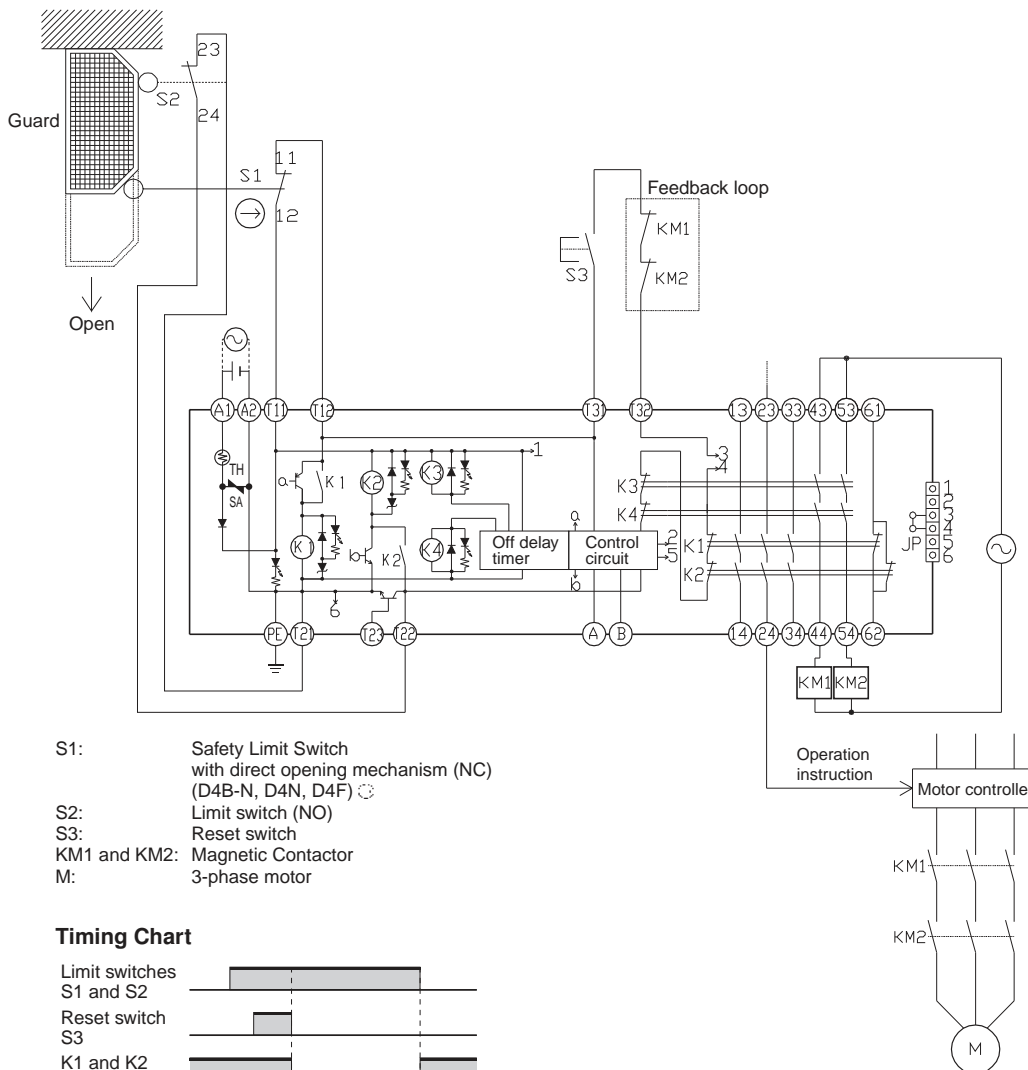 23
S2
24
Guard
11
S1
12
Open
Feedback loop
KM1
S3
KM2
A1 A2 T11 T12 T31 T32 13 23 33 43 53 61
1
3
4
TH
SA
a
K1
K2
K3
K3
K4
K1
b
K2
K4
Off delay
timer
Control
circuit
a
b
2
5
K1
K2
6
1
2
3
4
5
6
JP
PE T21 T23 T22 A B 14 24 34 44 54 62
KM1 KM2
S1: Safety Limit Switch
with direct opening mechanism (NC)
(D4B-N, D4N, D4F)
S2: Limit switch (NO)
S3: Reset switch
KM1 and KM2: Magnetic Contactor
M: 3-phase motor
Operation
instruction
Motor controlle
KM1
KM2
M
Timing Chart
Limit switches
S1 and S2
Reset switch
S3
K1 and K2